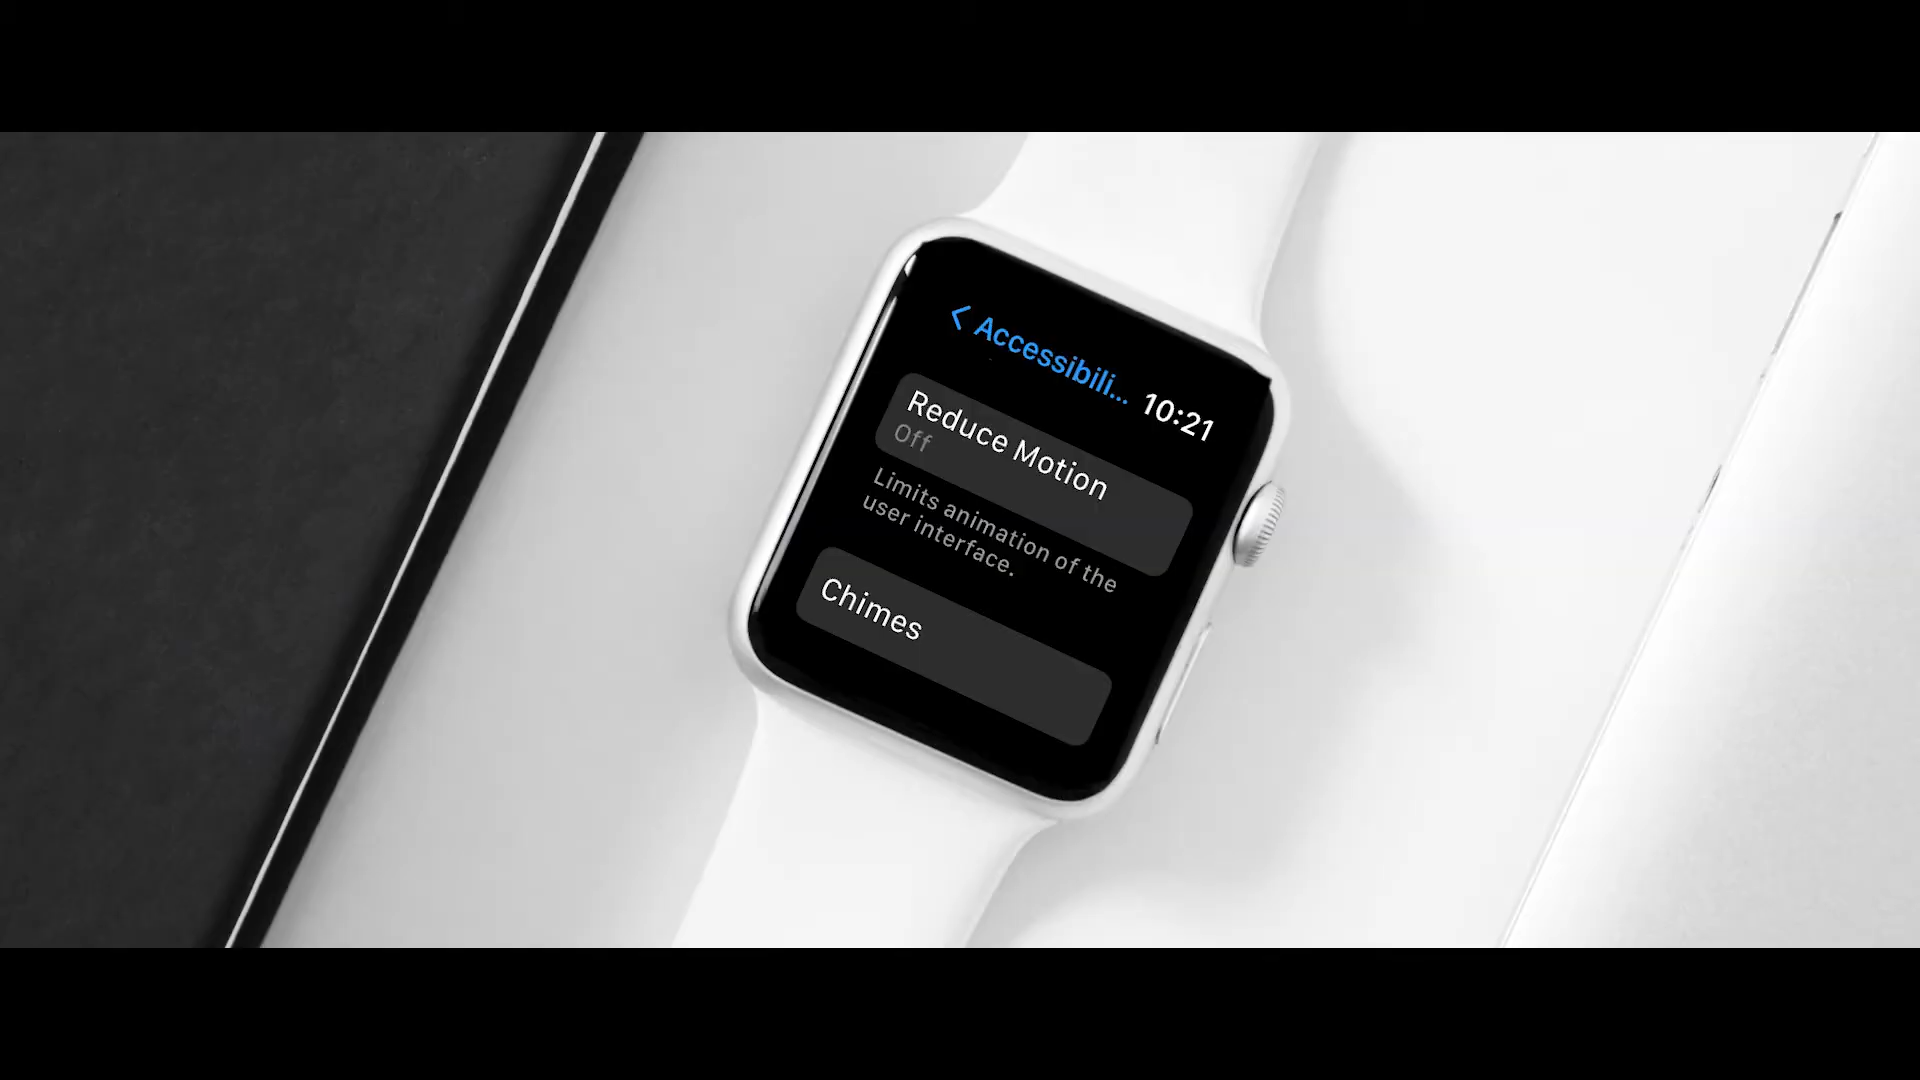 < Accessibili... 10:21
Reduce Motion
Off
Limits animation of the
user interface.
Chimes